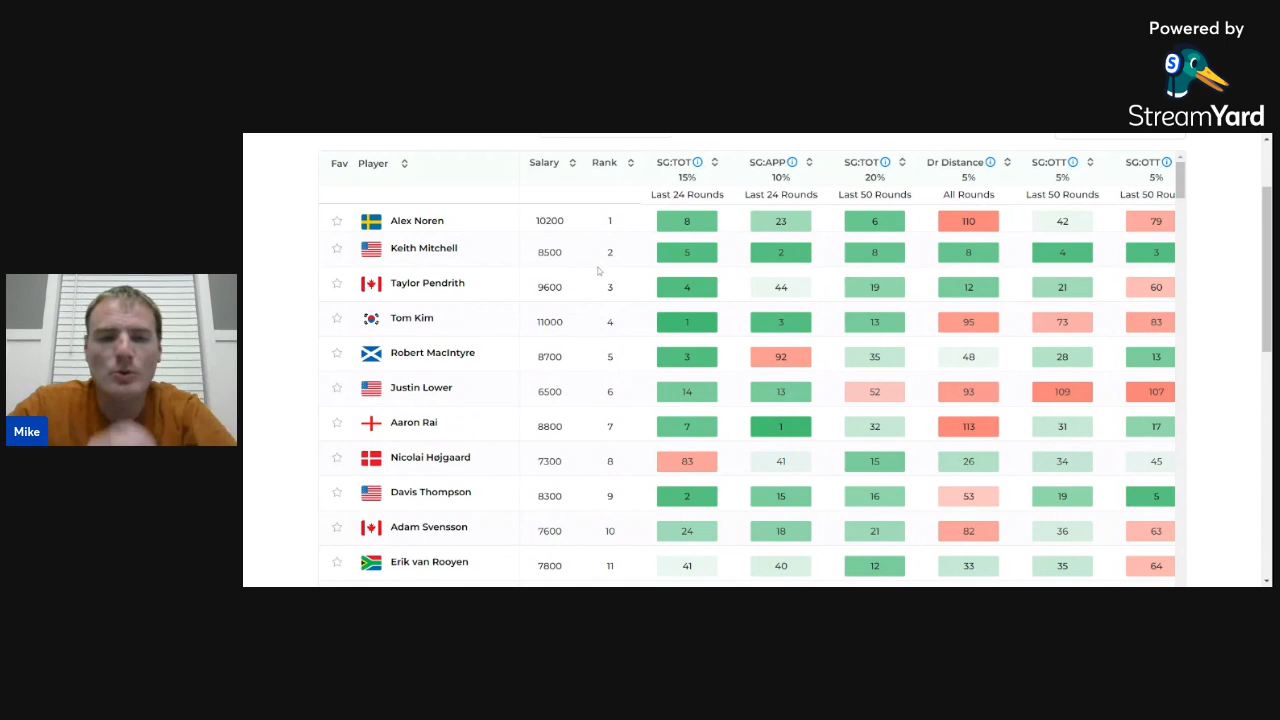 Powered by
S
StreamYard
Fav Player Salary Rank SG:TOT SG:APP SG:TOT Dr Distance SG:OTT SG:OTT
15% 10% 20% 5% 5% 5%
Last 24 Rounds Last 24 Rounds Last 50 Rounds All Rounds Last 50 Rounds Last 50 Rou
Alex Noren 10200 1 8 23 6 110 42 79
Keith Mitchell 8500 2 5 2 8 8 4 3
Taylor Pendrith 9600 3 4 44 19 12 21 60
Tom Kim 11000 4 1 3 13 95 73 83
Robert MacIntyre 8700 5 3 92 35 48 28 13
Justin Lower 6500 6 14 13 52 93 109 107
Aaron Rai 8800 7 7 1 32 113 31 17
Nicolai Højgaard 7300 8 83 41 15 26 34 45
Davis Thompson 8300 9 2 15 16 53 19 5
Adam Svensson 7600 10 24 18 21 82 36 63
Erik van Rooyen 7800 11 41 40 12 33 35 64
Mike